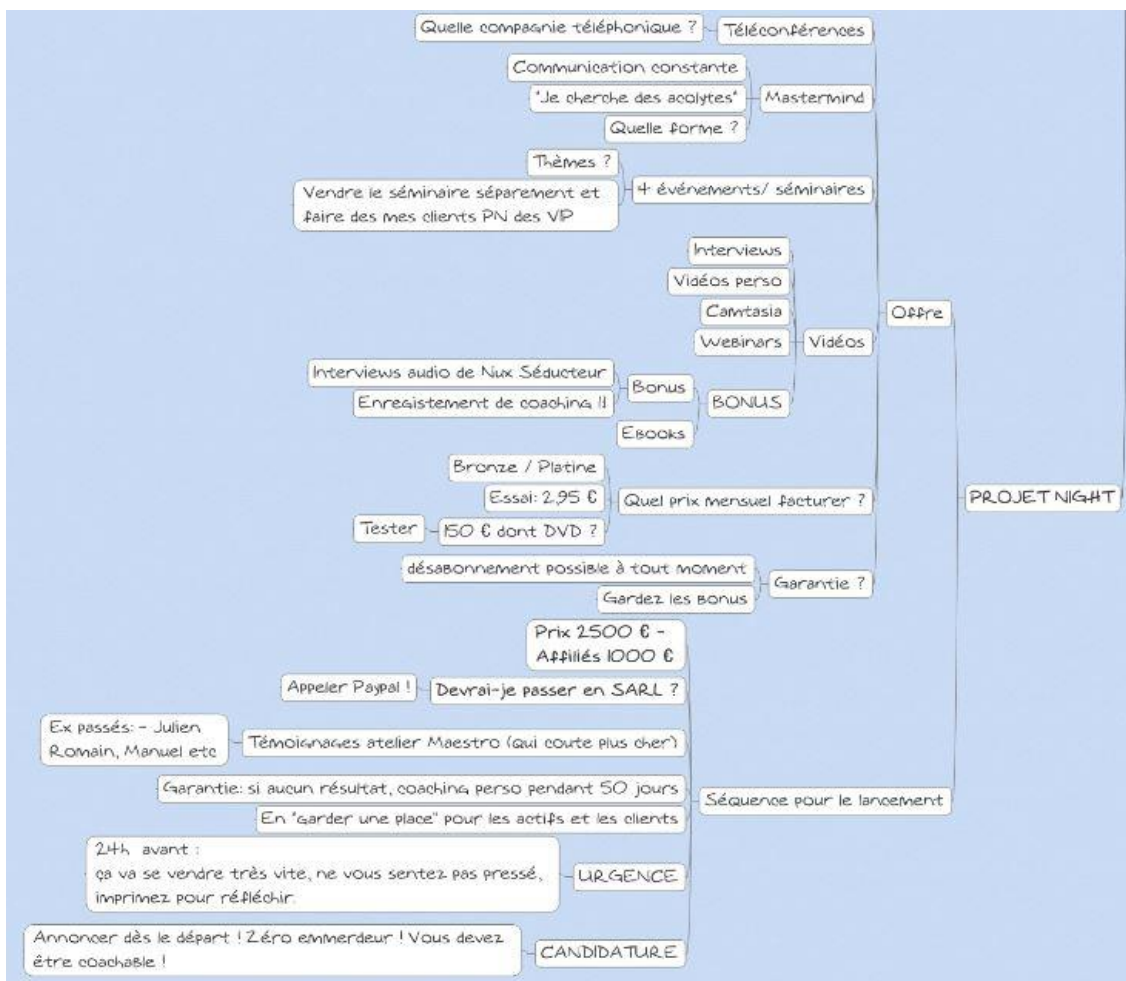 Quelle compagnie téléphonique ?
Téléconférences
Communication constante
"Je cherche des acolytes"
Mastermind
Quelle forme ?
Thèmes ?
4 événements/ séminaires
Vendre le séminaire séparement et
faire des mes clients PN des VIP
Interviews
Vidéos perso
Camtasia
Offre
Webinars
Vidéos
Interviews audio de Nux Séducteur
Bonus
Enregistement de coaching !!
BONUS
Ebooks
Bronze / Platine
Essai: 2,95 €
Quel prix mensuel facturer ?
PROJET NIGHT
Tester
150 € dont DVD ?
désabonnement possible à tout moment
Garantie ?
Gardez les bonus
Prix 2500 € -
Affiliés 1000 €
Appeler Paypal !
Devrai-je passer en SARL ?
Ex passés: - Julien
Romain, Manuel etc
Témoignages atelier Maestro (qui coute plus cher)
Garantie: si aucun résultat, coaching perso pendant 50 jours
Séquence pour le lancement
En "garder une place" pour les actifs et les clients
24h avant :
ça va se vendre très vite, ne vous sentez pas pressé,
imprimez pour réfléchir.
URGENCE
Annoncer dès le départ ! Zéro emmerdeur ! Vous devez
être coachable !
CANDIDATURE